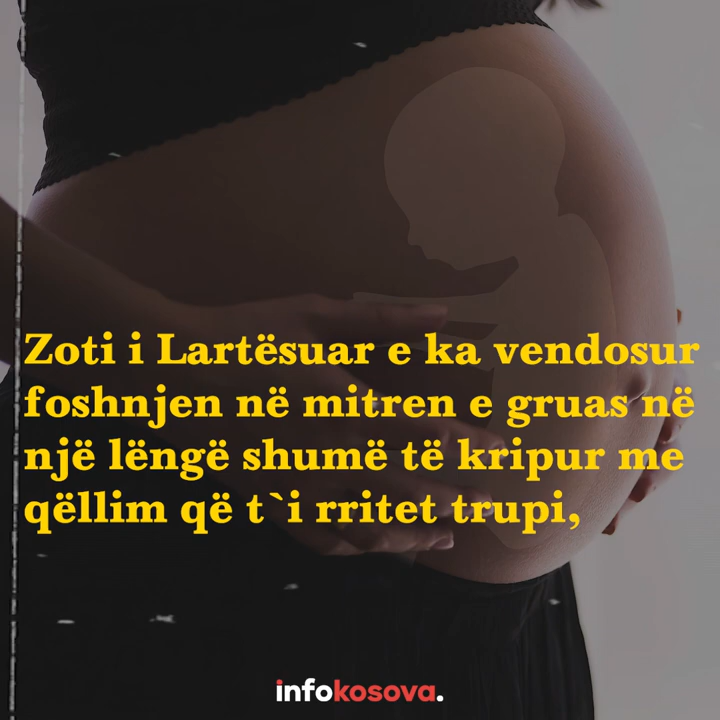 Zoti i Lartësuar e ka vendosur
foshnjen në mitren e gruas në
një lëngë shumë të kripur me
qëllim që t`i rritet trupi,
infokosova.